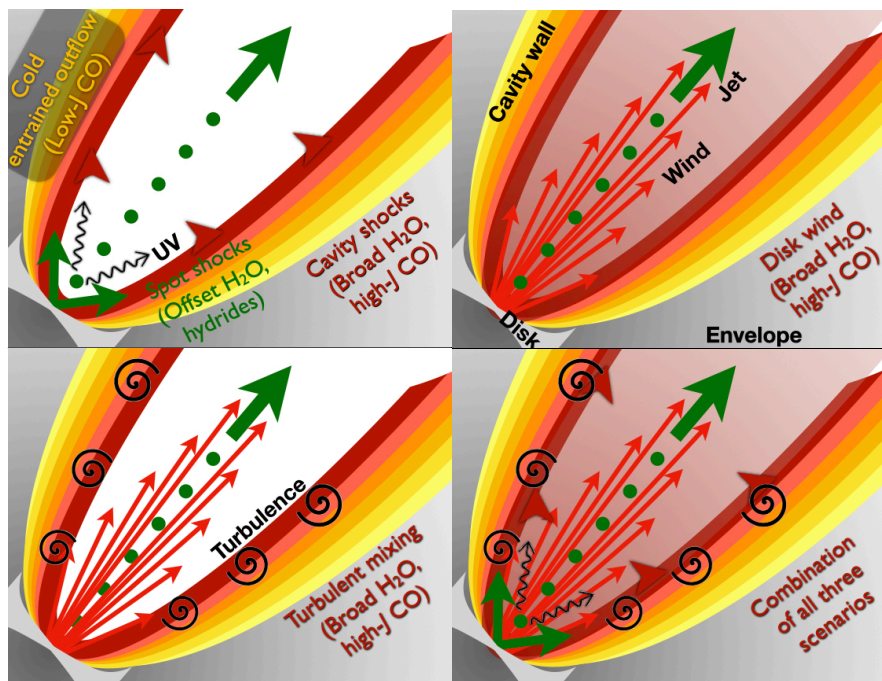 Cold
entrained outflow
(Low-J CO)
UV
Spot shocks
(Offset H₂O,
hydrides)
Cavity shocks
(Broad H₂O,
high-J CO)
Cavity wall
Jet
Wind
Disk wind
(Broad H₂O,
high-J CO)
Disk
Envelope
Turbulence
Turbulent mixing
(Broad H₂O,
high-J CO)
Combination
of all three
scenarios